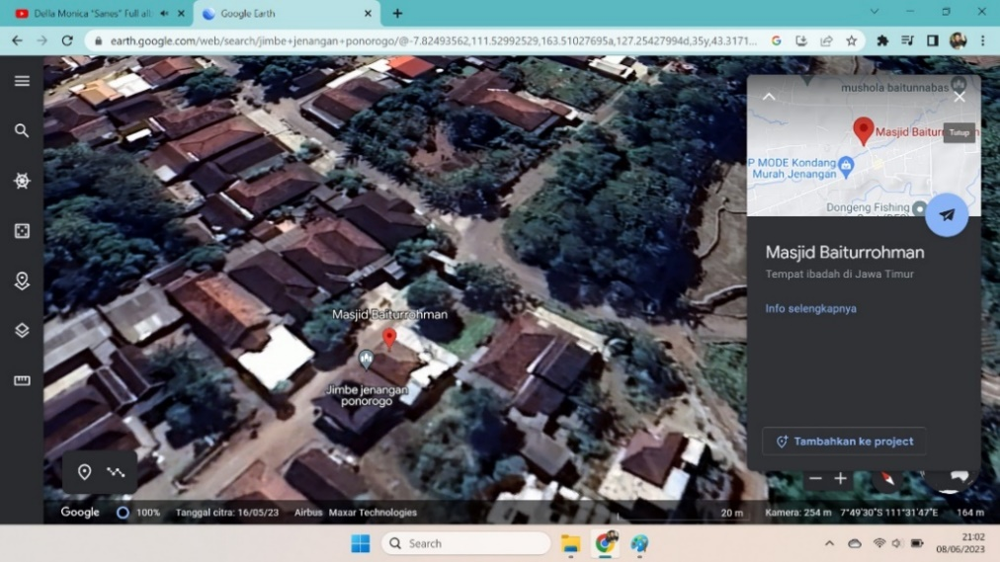 Della Monica "Sanes" Full al
Google Earth
earth.google.com/web/search/jimbe+jenangan+ponorogo/@-7.82493562,111.52992529,163.51027695a,127.25427994d,35y,43.3171...
mushola baitunnabas
Masjid Baitur
Tutup
P MODE Kondang
Murah Jenangan
Dongeng Fishing
Masjid Baiturrohman
Tempat ibadah di Jawa Timur
Info selengkapnya
Masjid Baiturrohman
Jimbe jenangan
ponorogo
Tambahkan ke project
Google 100% Tanggal citra: 16/05/23 Airbus Maxar Technologies 20 m Kamera: 254 m 7°49'30"S 111°31'47"E 164 m
Search
21:02
08/06/2023